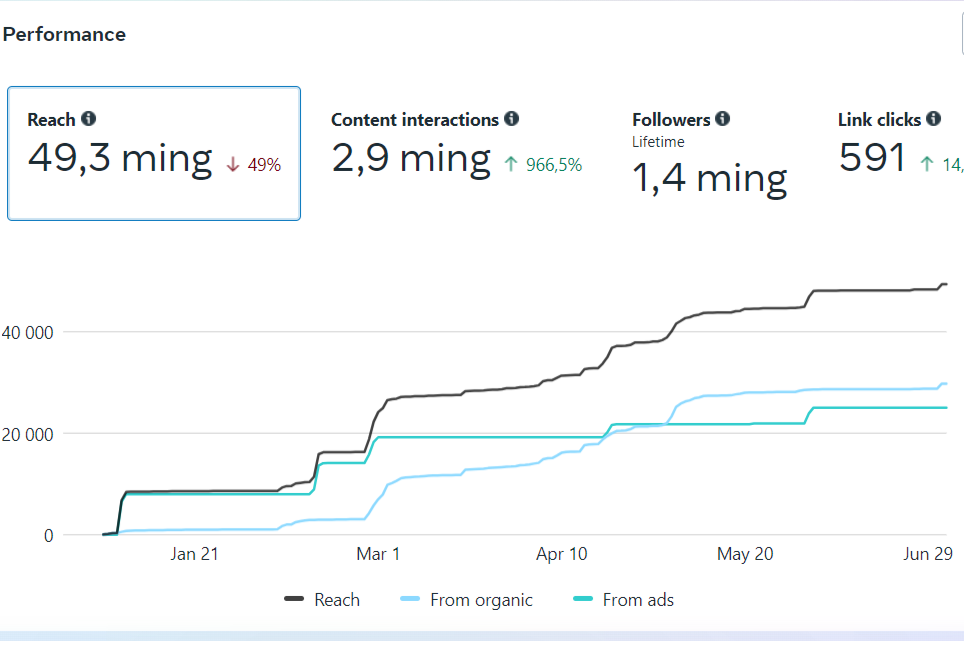 Performance
Reach
49,3 ming ↓ 49%
Content interactions
2,9 ming ↑ 966,5%
Followers
Lifetime
1,4 ming
Link clicks
591 ↑ 14,
40 000
20 000
0
Jan 21 Mar 1 Apr 10 May 20 Jun 29
Reach From organic From ads